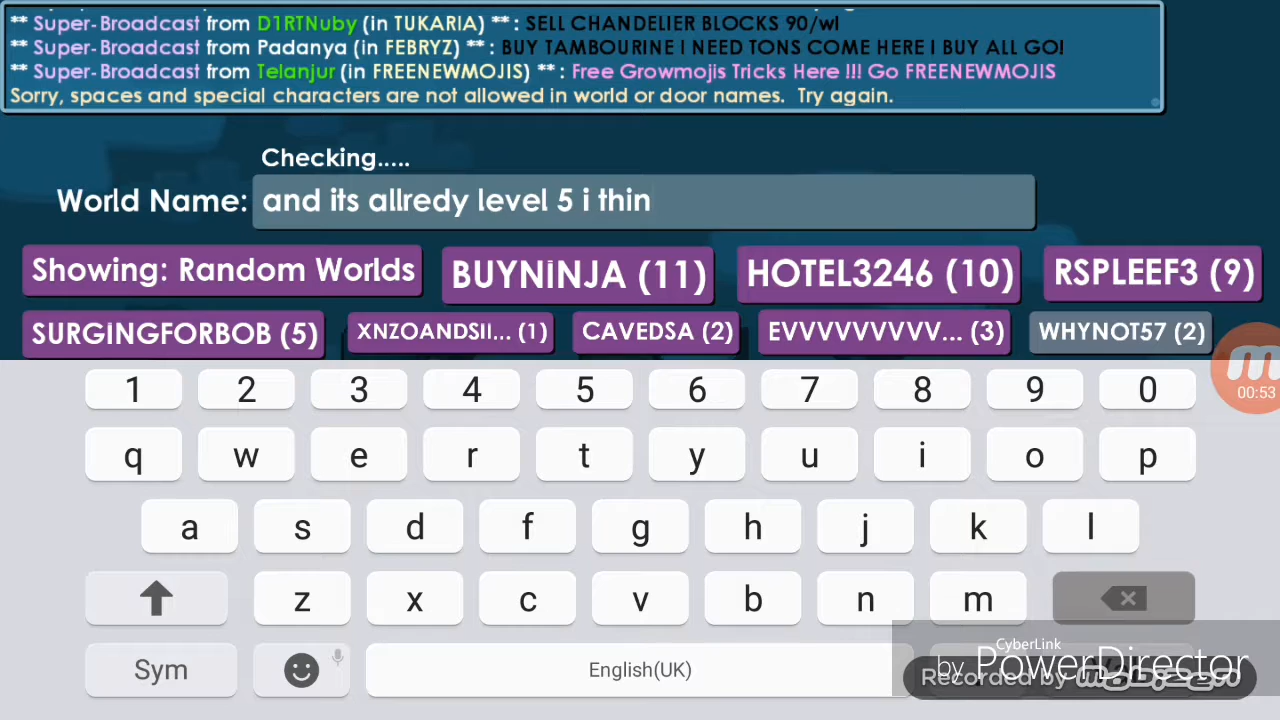 ** Super-Broadcast from D1RTNuby (in TUKARIA) ** : SELL CHANDELIER BLOCKS 90/wl
** Super-Broadcast from Padanya (in FEBRYZ) ** : BUY TAMBOURINE I NEED TONS COME HERE I BUY ALL GO!
** Super-Broadcast from Telanjur (in FREENEWMOJIS) ** : Free Growmojis Tricks Here !!! Go FREENEWMOJIS
Sorry, spaces and special characters are not allowed in world or door names. Try again.
Checking.....
World Name: and its allredy level 5 i thin
Showing: Random Worlds BUYNiNJA (11) HOTEL3246 (10) RSPLEEF3 (9)
SURGiNGFORBOB (5) XNZOANDSII... (1) CAVEDSA (2) EVVVVVVVVV... (3) WHYNOT57 (2)
00:53
1 2 3 4 5 6 7 8 9 0
q w e r t y u i o p
a s d f g h j k l
z x c v b n m
Sym English(UK)
CyberLink
by PowerDirector
Recorded by